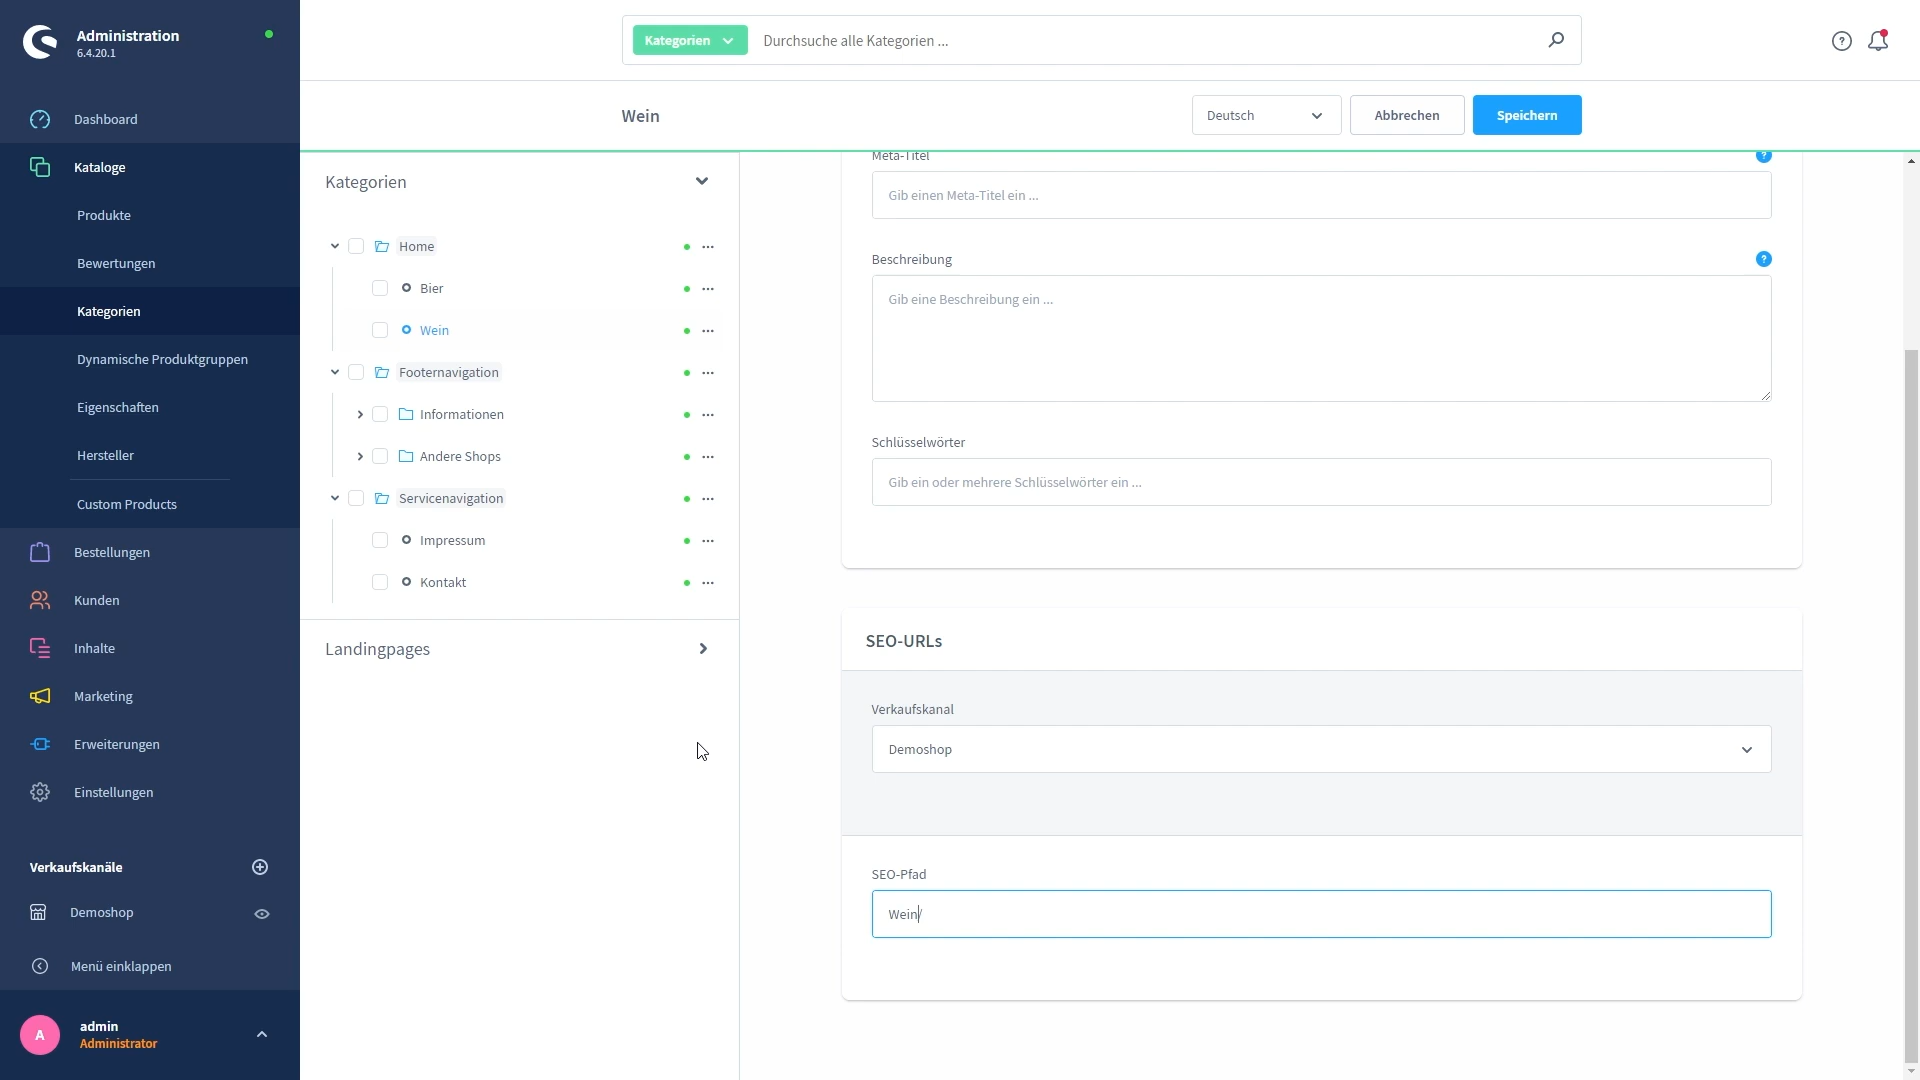 Administration
6.4.20.1
Dashboard
Kataloge
Produkte
Bewertungen
Kategorien
Dynamische Produktgruppen
Eigenschaften
Hersteller
Custom Products
Bestellungen
Kunden
Inhalte
Marketing
Erweiterungen
Einstellungen
Verkaufskanäle
Demoshop
Menü einklappen
A
admin
Administrator
Kategorien
Durchsuche alle Kategorien ...
Wein
Deutsch
Abbrechen
Speichern
Kategorien
Home
Bier
Wein
Footernavigation
Informationen
Andere Shops
Servicenavigation
Impressum
Kontakt
Landingpages
Meta-Titel
Gib einen Meta-Titel ein ...
Beschreibung
Gib eine Beschreibung ein ...
Schlüsselwörter
Gib ein oder mehrere Schlüsselwörter ein ...
SEO-URLs
Verkaufskanal
Demoshop
SEO-Pfad
Wein/